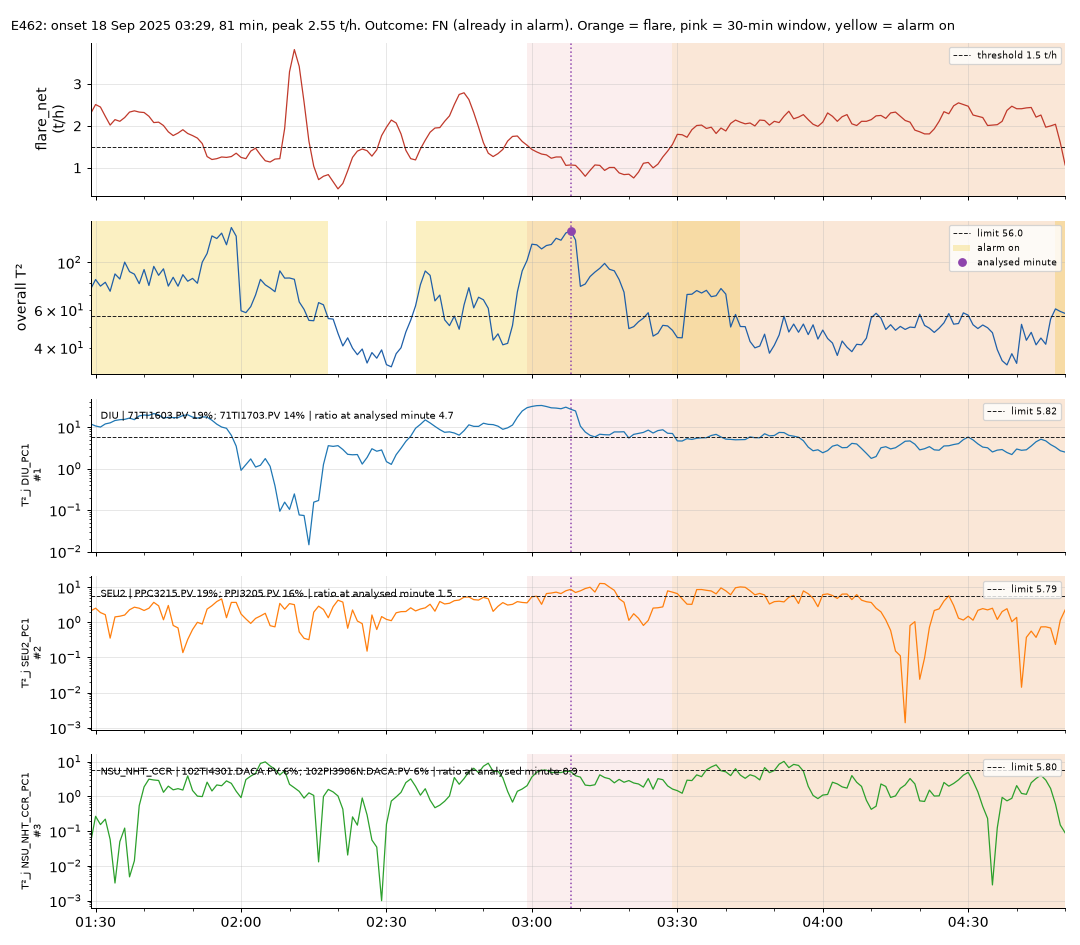 E462: onset 18 Sep 2025 03:29, 81 min, peak 2.55 t/h. Outcome: FN (already in alarm). Orange = flare, pink = 30-min window, yellow = alarm on
flare_net
(t/h)
3
2
1
threshold 1.5 t/h
overall T²
10²
6 × 10¹
4 × 10¹
limit 56.0
alarm on
analysed minute
T²_j DIU_PC1
#1
10¹
10⁰
10⁻¹
10⁻²
DIU | 71TI1603.PV 19%; 71TI1703.PV 14% | ratio at analysed minute 4.7
limit 5.82
T²_j SEU2_PC1
#2
10¹
10⁰
10⁻¹
10⁻²
10⁻³
SEU2 | PPC3215.PV 19%; PPI3205.PV 16% | ratio at analysed minute 1.5
limit 5.79
T²_j NSU_NHT_CCR_PC1
#3
10¹
10⁰
10⁻¹
10⁻²
10⁻³
NSU_NHT_CCR | 102TI4301.DACA.PV 6%; 102PI3906N.DACA.PV 6% | ratio at analysed minute 0.9
limit 5.80
01:30 02:00 02:30 03:00 03:30 04:00 04:30